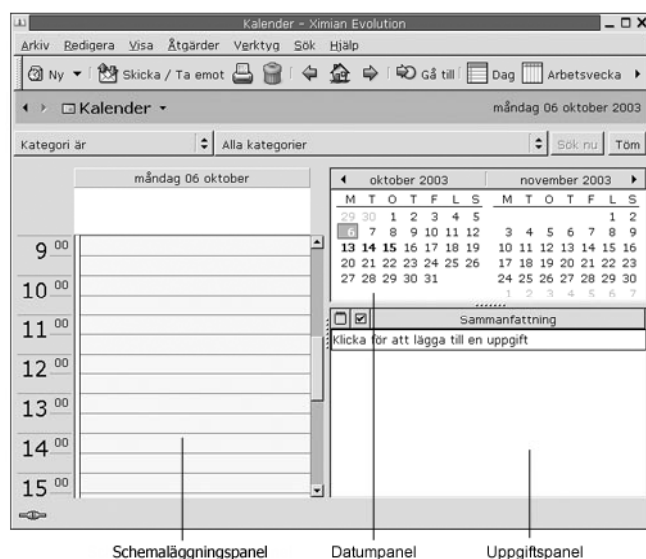 Kalender - Ximian Evolution
Arkiv Redigera Visa Åtgärder Verktyg Sök Hjälp
Ny Skicka / Ta emot Gå till Dag Arbetsvecka
Kalender måndag 06 oktober 2003
Kategori är Alla kategorier Sök nu Töm
måndag 06 oktober
oktober 2003 november 2003
M T O T F L S M T O T F L S
29 30 1 2 3 4 5 1 2
6 7 8 9 10 11 12 3 4 5 6 7 8 9
13 14 15 16 17 18 19 10 11 12 13 14 15 16
20 21 22 23 24 25 26 17 18 19 20 21 22 23
27 28 29 30 31 24 25 26 27 28 29 30
1 2 3 4 5 6 7
Sammanfattning
Klicka för att lägga till en uppgift
9 00
10 00
11 00
12 00
13 00
14 00
15 00
Schemaläggningspanel Datumpanel Uppgiftspanel